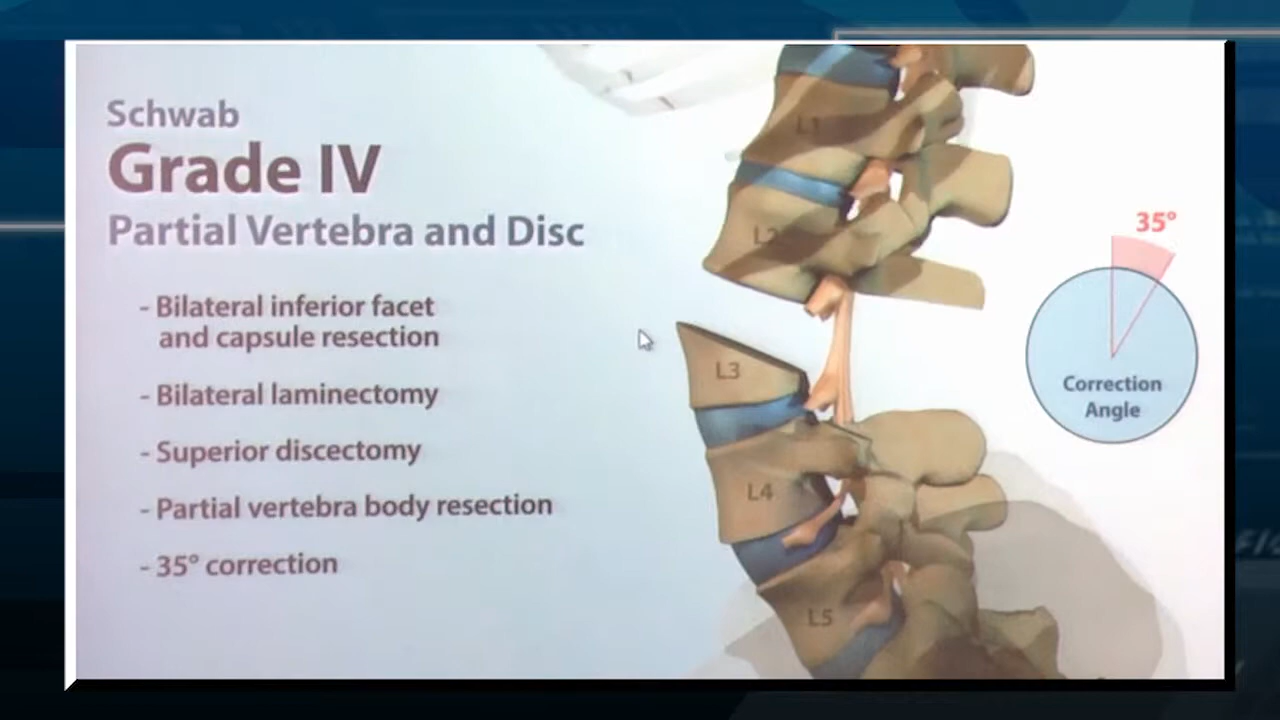 Schwab
Grade IV
Partial Vertebra and Disc
- Bilateral inferior facet
and capsule resection
- Bilateral laminectomy
- Superior discectomy
- Partial vertebra body resection
- 35° correction
L1
L2
L3
L4
L5
35°
Correction
Angle